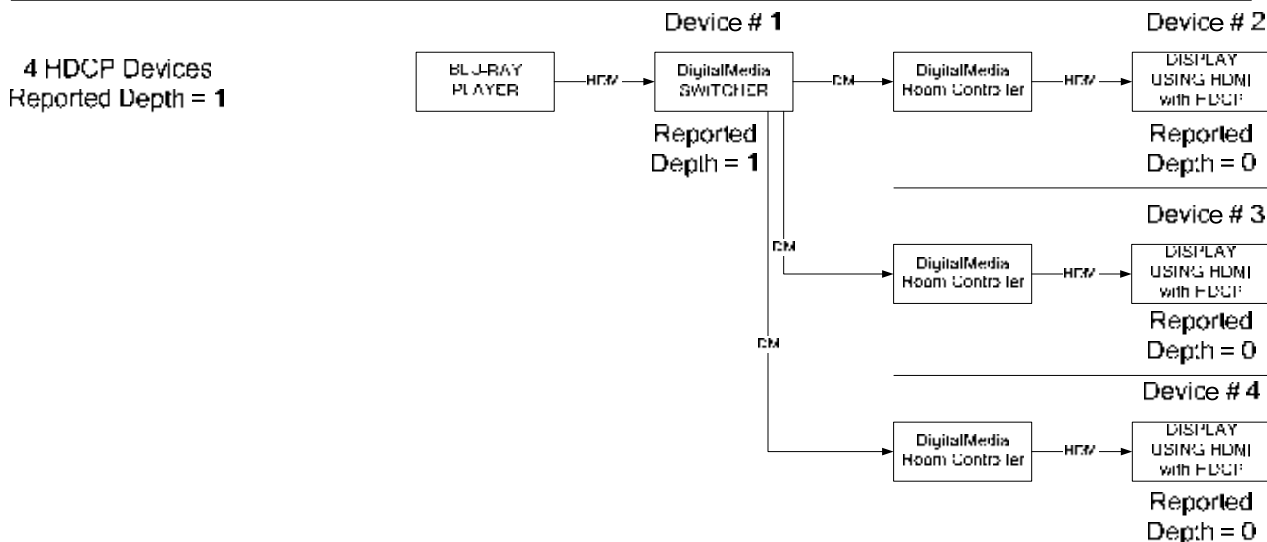 Device # 1
Device # 2
4 HDCP Devices
Reported Depth = 1
BLU-RAY
PLAYER
HDMI
DigitalMedia
SWITCHER
DM
DigitalMedia
Room Controller
HDMI
DISPLAY
USING HDMI
with HDCP
Reported
Depth = 1
Reported
Depth = 0
Device # 3
DM
DigitalMedia
Room Controller
HDMI
DISPLAY
USING HDMI
with HDCP
Reported
Depth = 0
DM
Device # 4
DigitalMedia
Room Controller
HDMI
DISPLAY
USING HDMI
with HDCP
Reported
Depth = 0